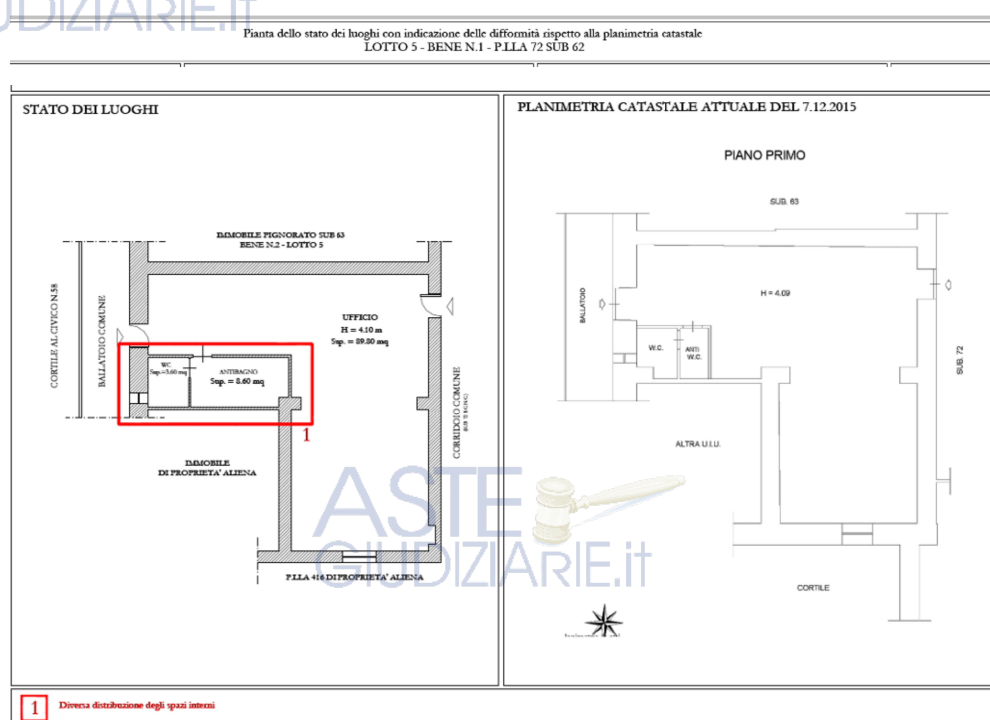 GIUDIZIARIE.it
Pianta dello stato dei luoghi con indicazione delle difformità rispetto alla planimetria catastale
LOTTO 5 - BENE N.1 - P.LLA 72 SUB 62
STATO DEI LUOGHI
IMMOBILE PIGNORATO SUB 63
BENE N.2 - LOTTO 5
CORTILE AL CIVICO N.58
BALLATOIO COMUNE
UFFICIO
H = 4.10 m
Sup. = 89.80 mq
WC
Sup.=3.60 mq
ANTIBAGNO
Sup. = 8.60 mq
1
CORRIDOIO COMUNE
IMMOBILE
DI PROPRIETA' ALIENA
P.LLA 416 DI PROPRIETA' ALIENA
PLANIMETRIA CATASTALE ATTUALE DEL 7.12.2015
PIANO PRIMO
SUB. 63
BALLATOIO
H = 4.09
W.C.
ANTI
W.C.
SUB. 72
ALTRA U.I.U.
CORTILE
ASTE
GIUDIZIARIE.it
1 Diversa distribuzione degli spazi interni